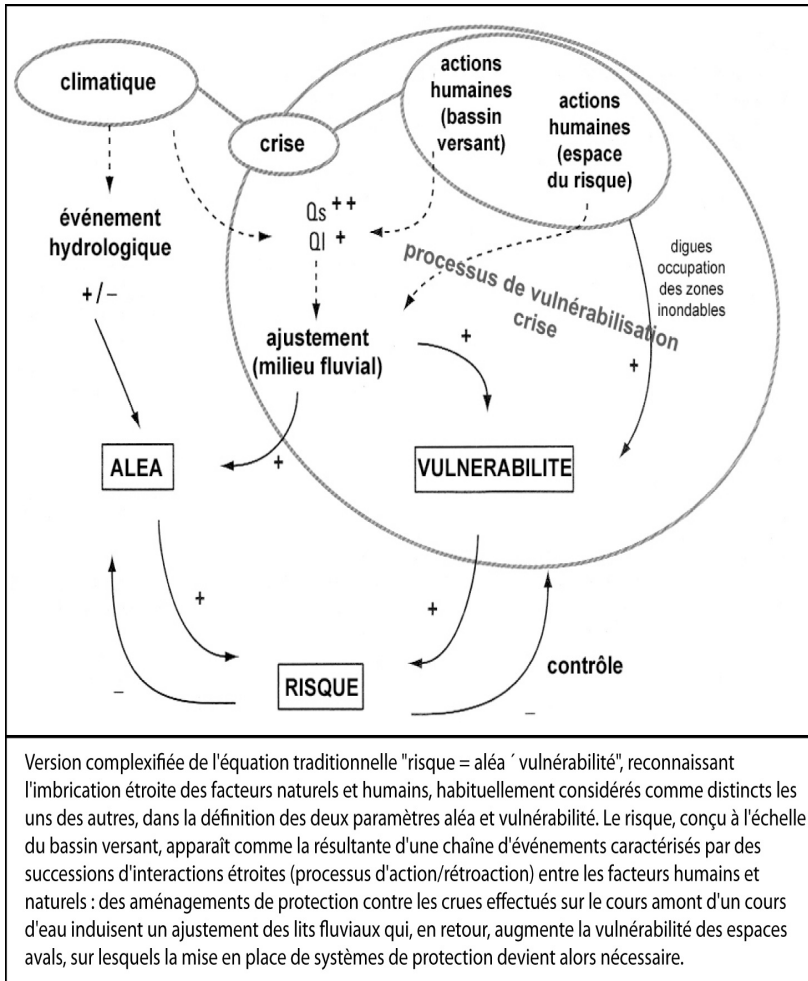 climatique
crise
actions
humaines
(bassin
versant)
actions
humaines
(espace
du risque)
événement
hydrologique
+/−
Qs ++
Ql +
processus de vulnérabilisation
crise
digues
occupation
des zones
inondables
ajustement
(milieu fluvial)
+
+
+
ALEA
VULNERABILITE
+
+
RISQUE
contrôle
−
−
Version complexifiée de l'équation traditionnelle "risque = aléa ´ vulnérabilité", reconnaissant
l'imbrication étroite des facteurs naturels et humains, habituellement considérés comme distincts les
uns des autres, dans la définition des deux paramètres aléa et vulnérabilité. Le risque, conçu à l'échelle
du bassin versant, apparaît comme la résultante d'une chaîne d'événements caractérisés par des
successions d'interactions étroites (processus d'action/rétroaction) entre les facteurs humains et
naturels : des aménagements de protection contre les crues effectués sur le cours amont d'un cours
d'eau induisent un ajustement des lits fluviaux qui, en retour, augmente la vulnérabilité des espaces
avals, sur lesquels la mise en place de systèmes de protection devient alors nécessaire.